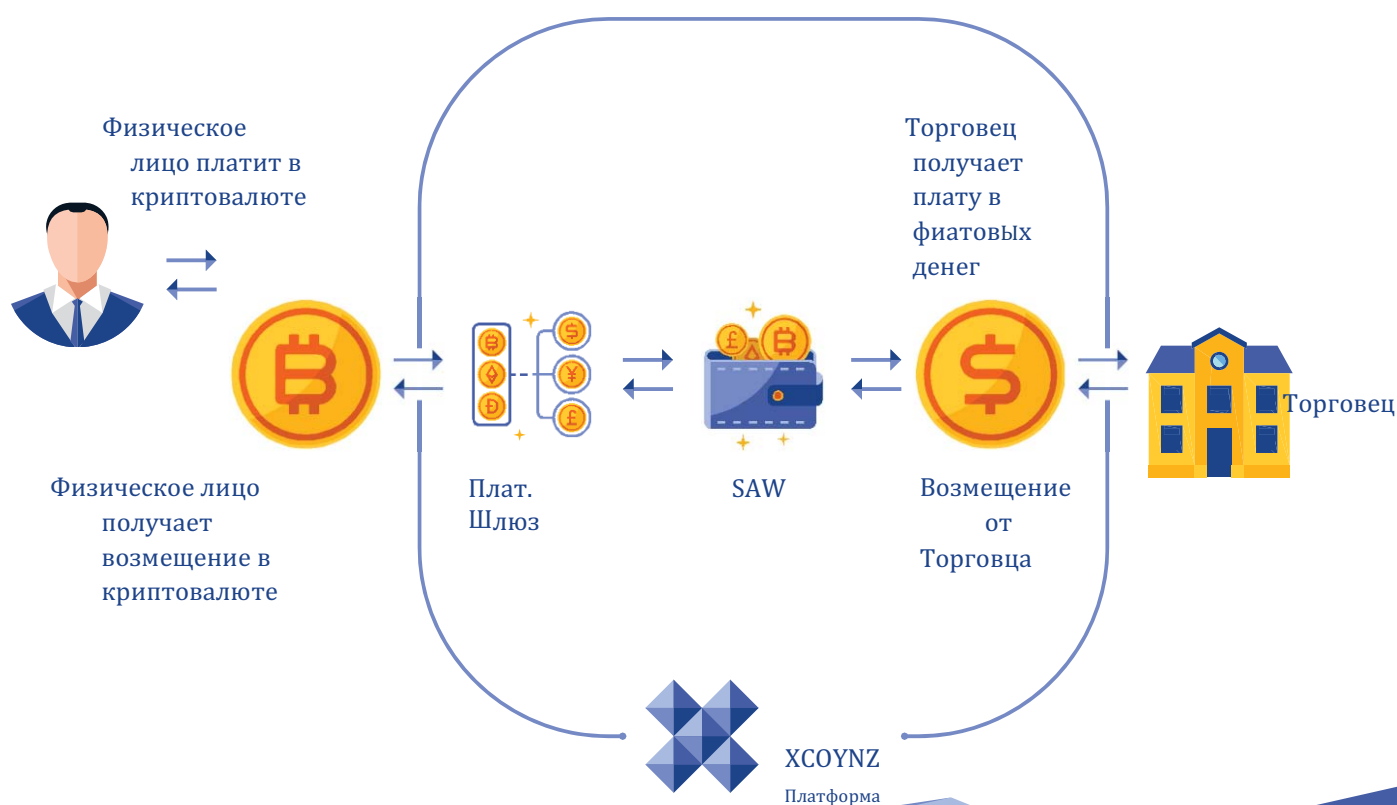 Физическое
лицо платит в
криптовалюте
Торговец
получает
плату в
фиатовых
денег
Торговец
Физическое лицо
получает
возмещение в
криптовалюте
Плат.
Шлюз
SAW
Возмещение
от
Торговца
XCOYNZ
Платформа